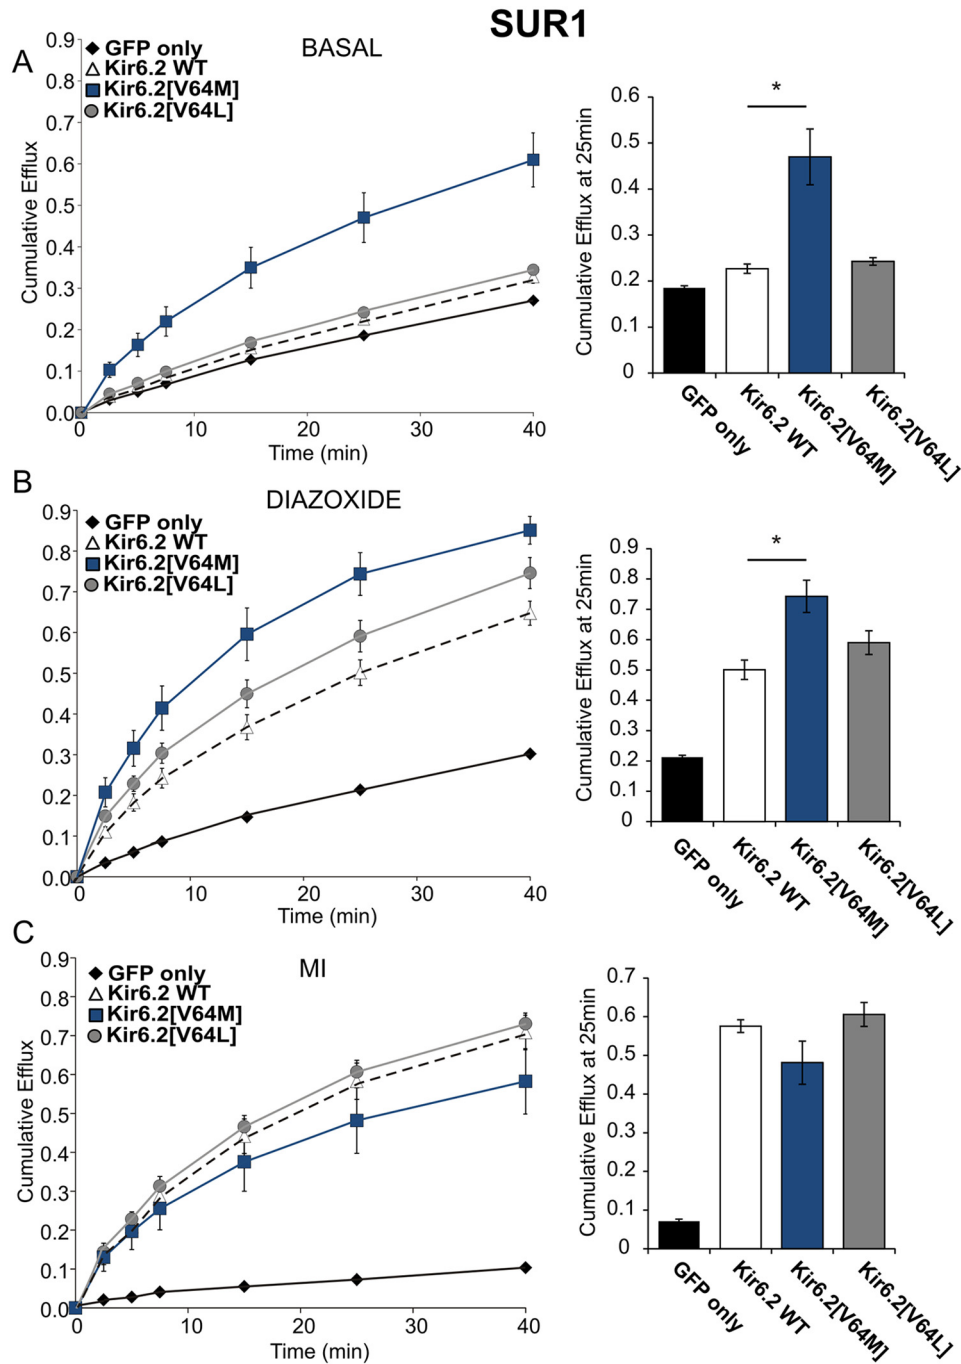 SUR1
A
BASAL
GFP only
Kir6.2 WT
Kir6.2[V64M]
Kir6.2[V64L]
Cumulative Efflux
0.9
0.8
0.7
0.6
0.5
0.4
0.3
0.2
0.1
0.0
0 10 20 30 40
Time (min)
Cumulative Efflux at 25min
0.6
0.5
0.4
0.3
0.2
0.1
0
*
GFP only
Kir6.2 WT
Kir6.2[V64M]
Kir6.2[V64L]
B
DIAZOXIDE
GFP only
Kir6.2 WT
Kir6.2[V64M]
Kir6.2[V64L]
Cumulative Efflux
0.9
0.8
0.7
0.6
0.5
0.4
0.3
0.2
0.1
0.0
0 10 20 30 40
Time (min)
Cumulative Efflux at 25min
0.9
0.8
0.7
0.6
0.5
0.4
0.3
0.2
0.1
0
*
GFP only
Kir6.2 WT
Kir6.2[V64M]
Kir6.2[V64L]
C
MI
GFP only
Kir6.2 WT
Kir6.2[V64M]
Kir6.2[V64L]
Cumulative Efflux
0.9
0.8
0.7
0.6
0.5
0.4
0.3
0.2
0.1
0.0
0 10 20 30 40
Time (min)
Cumulative Efflux at 25min
0.7
0.6
0.5
0.4
0.3
0.2
0.1
0
GFP only
Kir6.2 WT
Kir6.2[V64M]
Kir6.2[V64L]